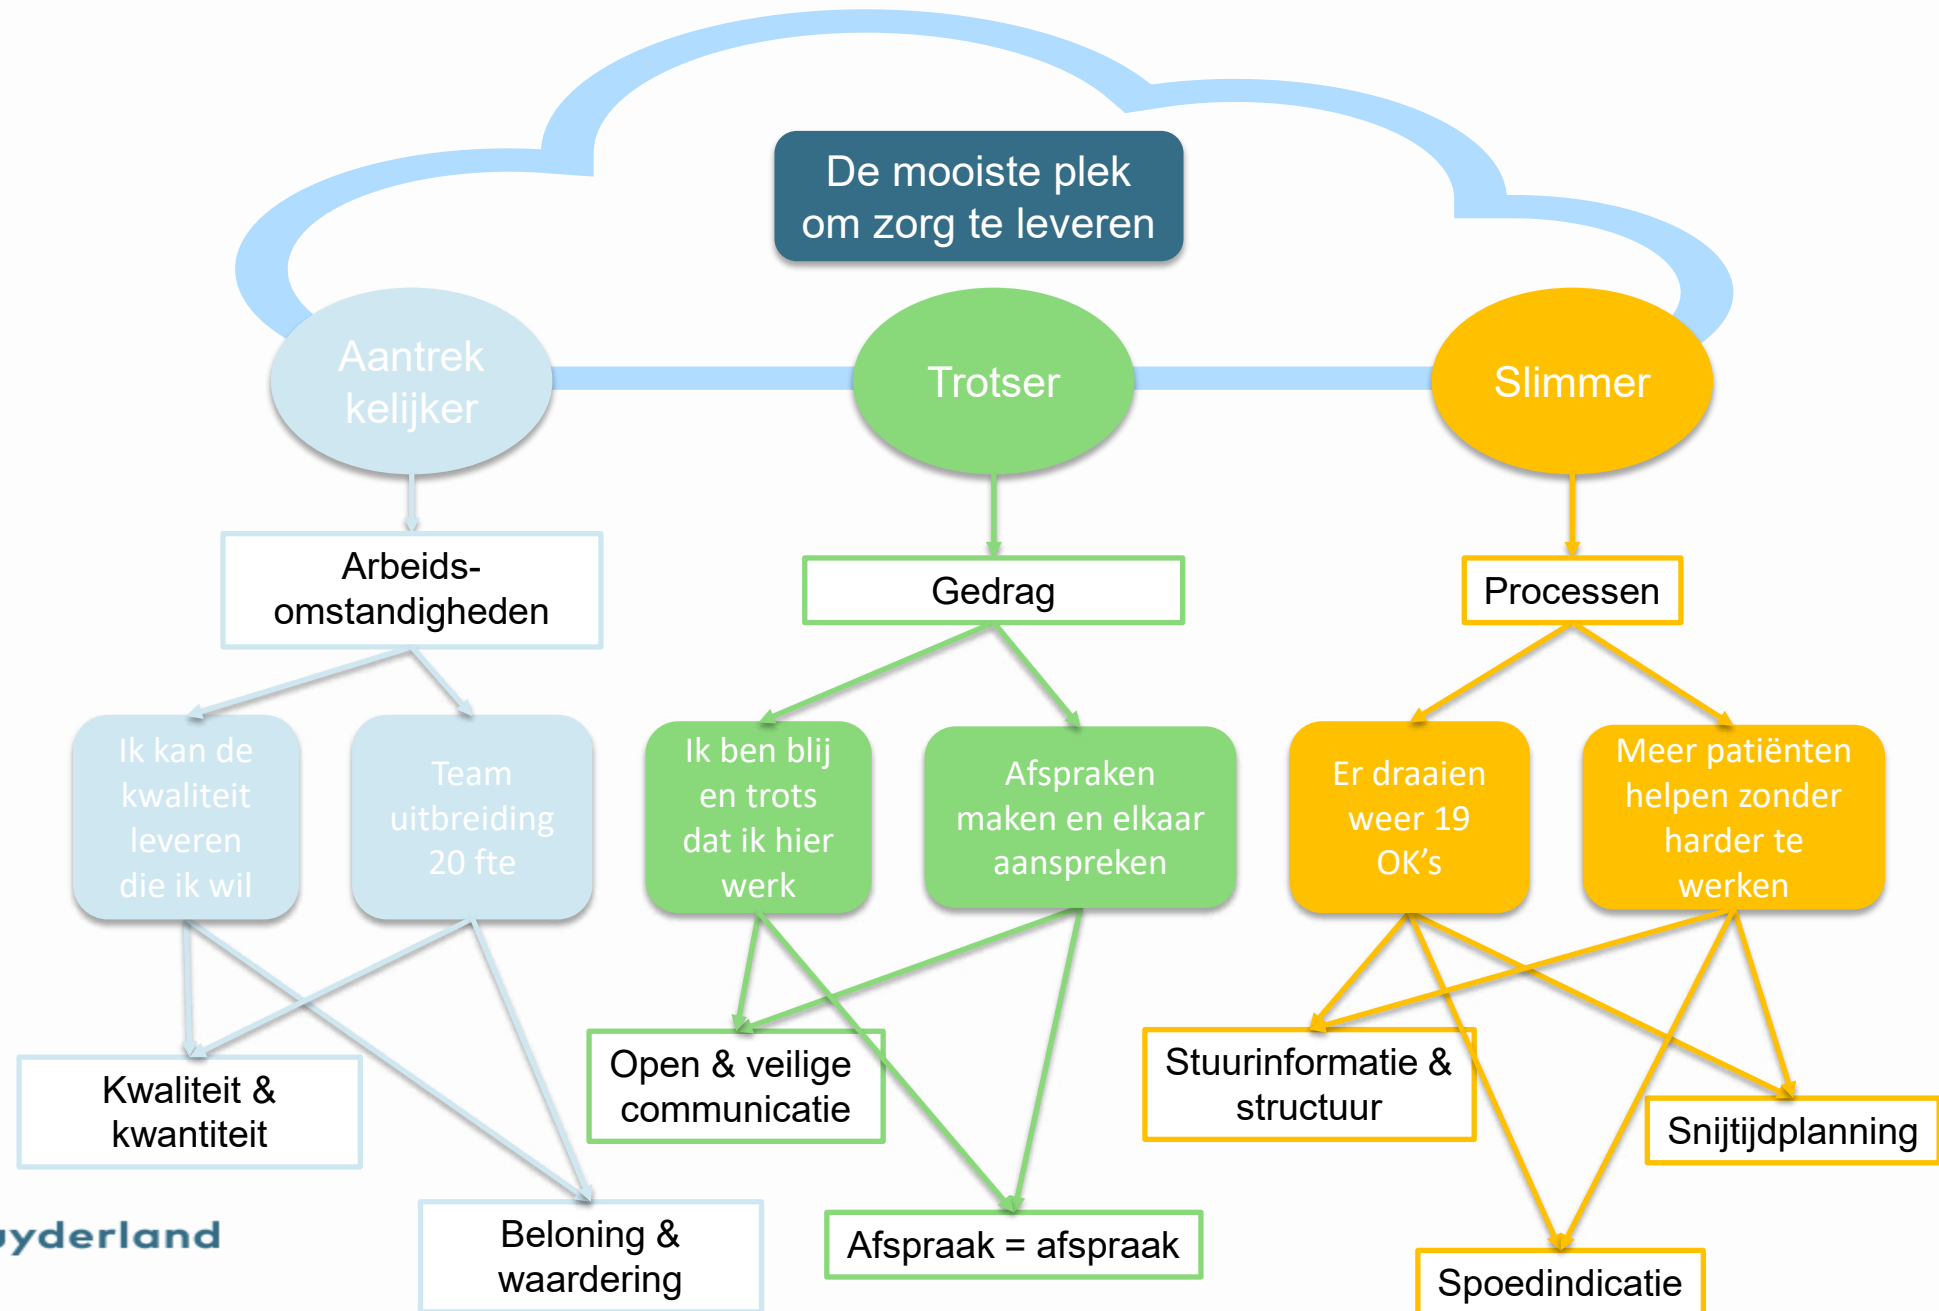 De mooiste plek
om zorg te leveren
Aantrek
kelijker
Trotser
Slimmer
Arbeids-
omstandigheden
Gedrag
Processen
Ik kan de
kwaliteit
leveren
die ik wil
Team
uitbreiding
20 fte
Ik ben blij
en trots
dat ik hier
werk
Afspraken
maken en elkaar
aanspreken
Er draaien
weer 19
OK's
Meer patiënten
helpen zonder
harder te
werken
Kwaliteit &
kwantiteit
Open & veilige
communicatie
Stuurinformatie &
structuur
Snijtijdplanning
Beloning &
waardering
Afspraak = afspraak
Spoedindicatie
yderland